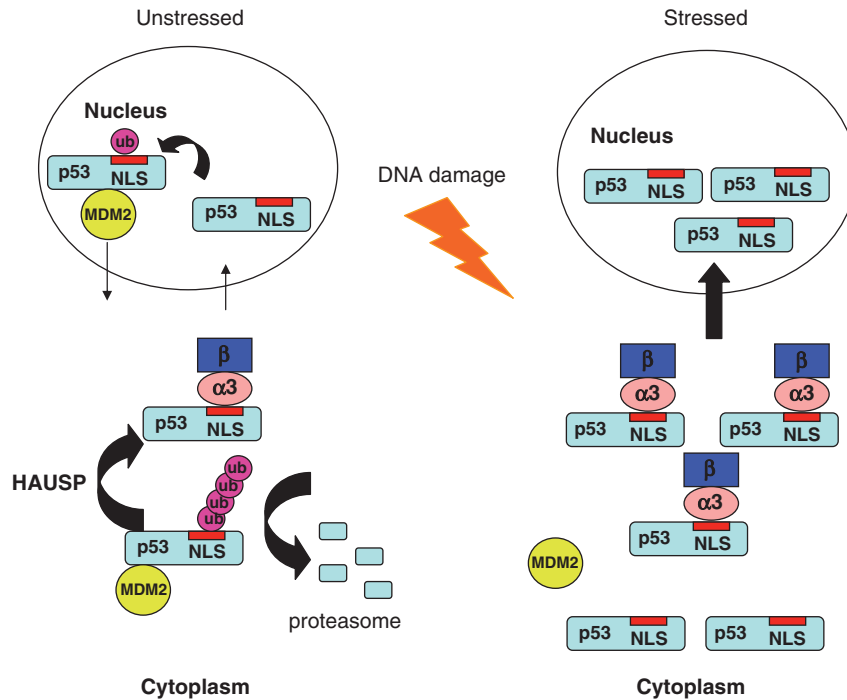 Unstressed
Nucleus
ub
p53
NLS
MDM2
p53
NLS
β
α3
p53
NLS
HAUSP
ub
ub
ub
ub
p53
NLS
MDM2
proteasome
Cytoplasm
DNA damage
Stressed
Nucleus
p53
NLS
p53
NLS
p53
NLS
β
α3
p53
NLS
β
α3
p53
NLS
β
α3
p53
NLS
MDM2
p53
NLS
p53
NLS
Cytoplasm